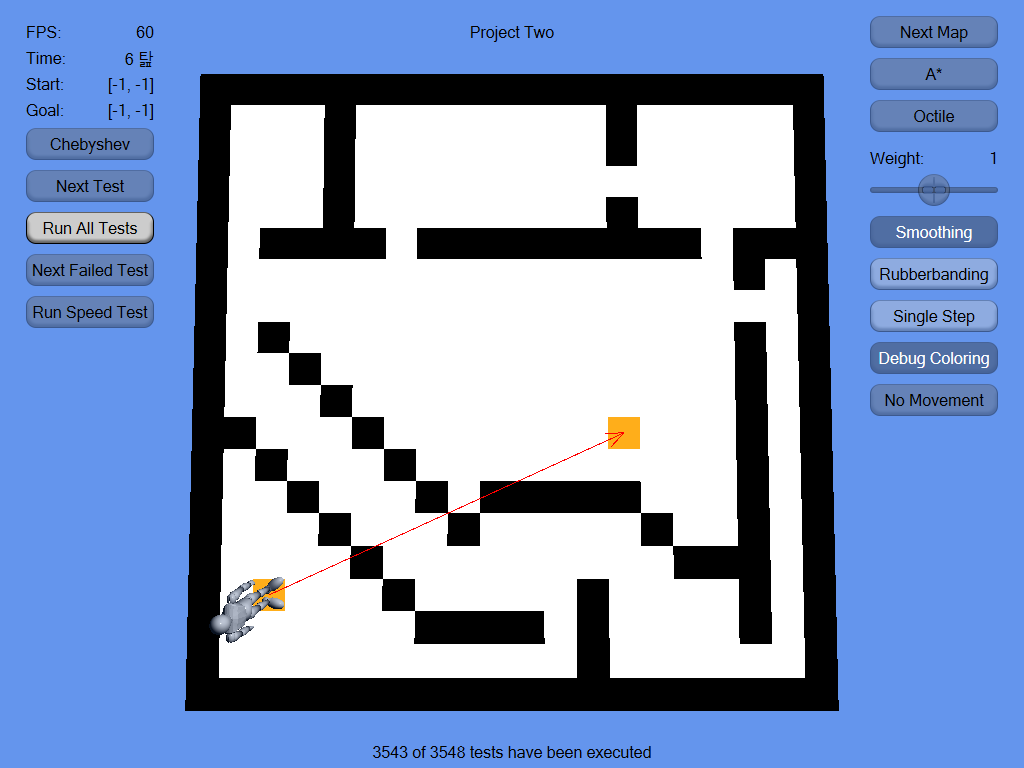 FPS: 60
Time: 6 탎
Start: [-1, -1]
Goal: [-1, -1]
Chebyshev
Next Test
Run All Tests
Next Failed Test
Run Speed Test
Project Two
Next Map
A*
Octile
Weight: 1
Smoothing
Rubberbanding
Single Step
Debug Coloring
No Movement
3543 of 3548 tests have been executed